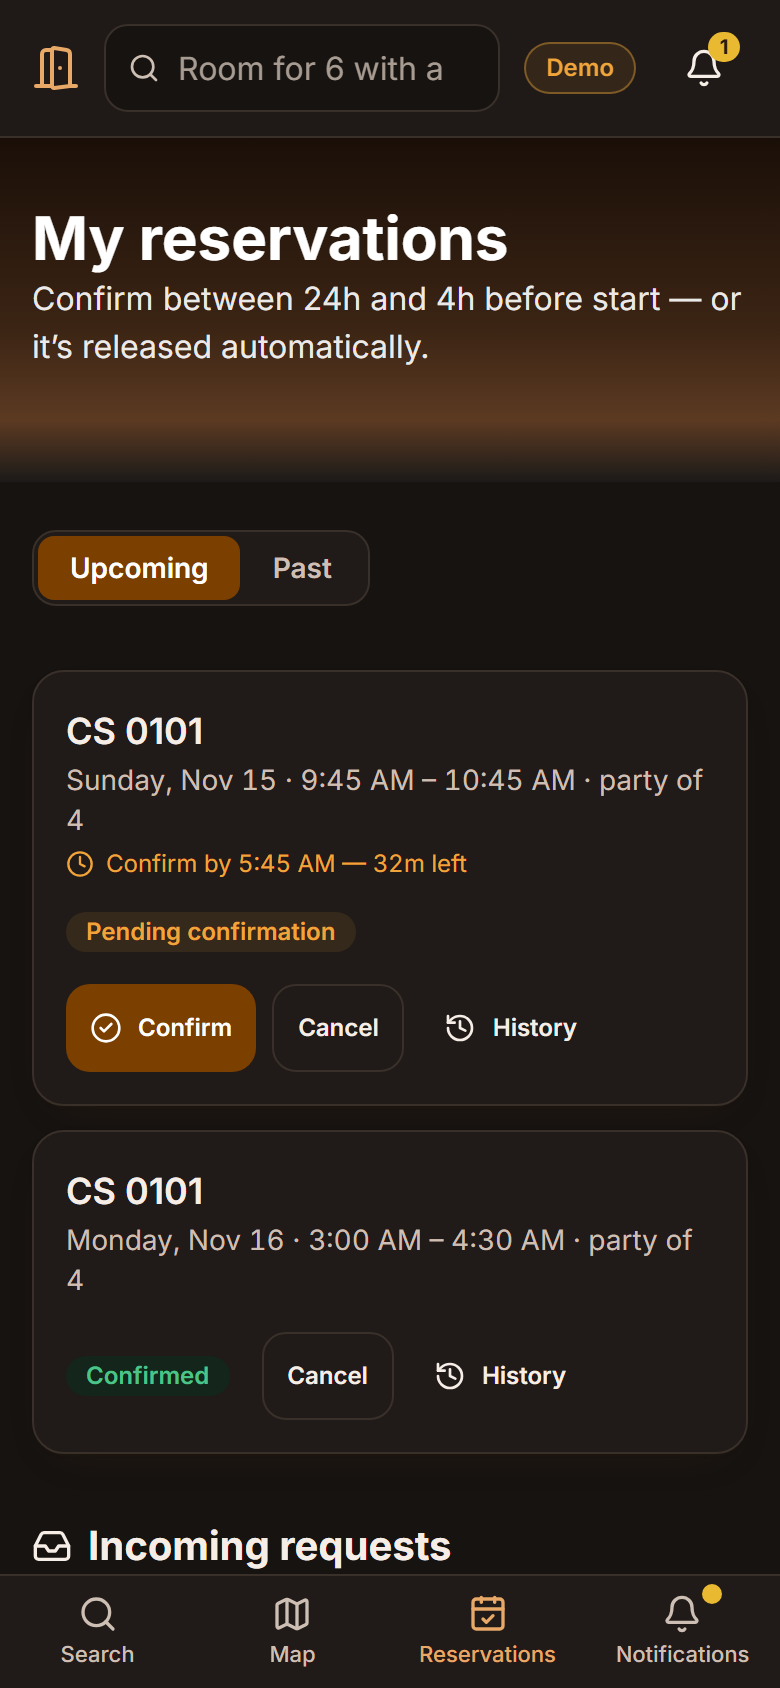 Room for 6 with a
Demo
1
My reservations
Confirm between 24h and 4h before start — or
it’s released automatically.
Upcoming
Past
CS 0101
Sunday, Nov 15 · 9:45 AM – 10:45 AM · party of
4
Confirm by 5:45 AM — 32m left
Pending confirmation
Confirm
Cancel
History
CS 0101
Monday, Nov 16 · 3:00 AM – 4:30 AM · party of
4
Confirmed
Cancel
History
Incoming requests
Search
Map
Reservations
Notifications